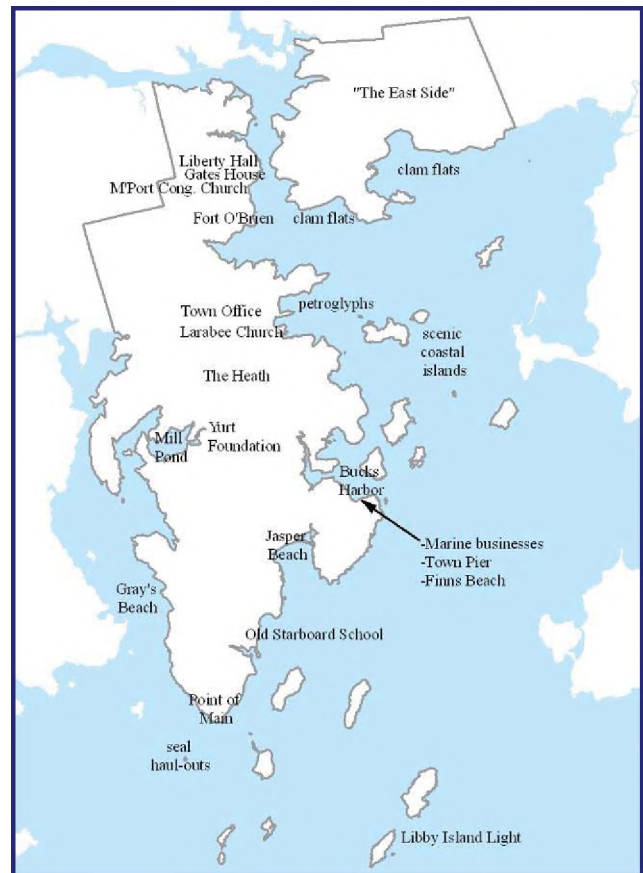 "The East Side"
Liberty Hall
Gates House
M'Port Cong. Church
clam flats
Fort O'Brien
clam flats
petroglyphs
Town Office
Larabee Church
scenic
coastal
islands
The Heath
Yurt
Foundation
Mill
Pond
Bucks
Harbor
Jasper
Beach
-Marine businesses
-Town Pier
-Finns Beach
Gray's
Beach
Old Starboard School
Point of
Main
seal
haul-outs
Libby Island Light